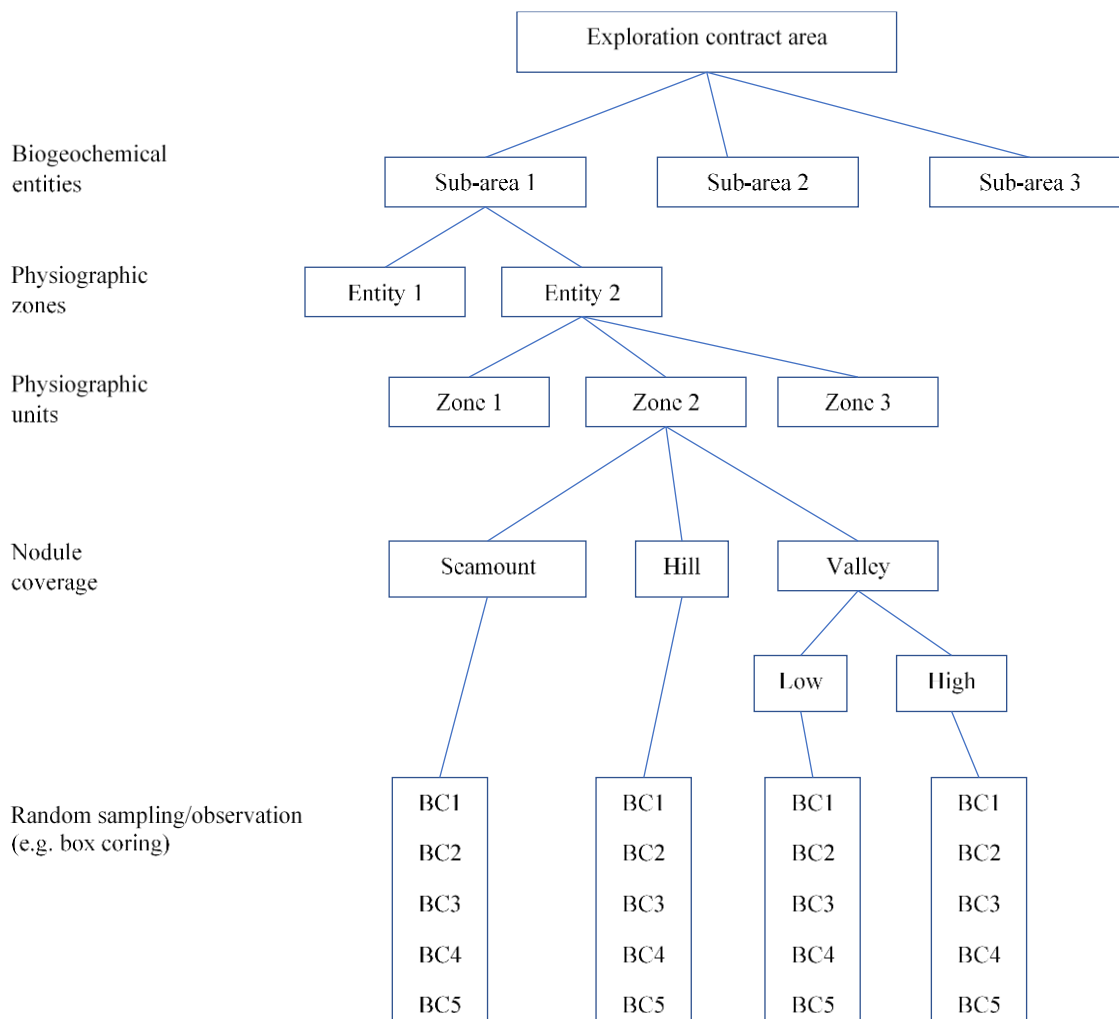 Exploration contract area
Biogeochemical
entities
Sub-area 1
Sub-area 2
Sub-area 3
Physiographic
zones
Entity 1
Entity 2
Physiographic
units
Zone 1
Zone 2
Zone 3
Nodule
coverage
Seamount
Hill
Valley
Low
High
Random sampling/observation
(e.g. box coring)
BC1
BC2
BC3
BC4
BC5
BC1
BC2
BC3
BC4
BC5
BC1
BC2
BC3
BC4
BC5
BC1
BC2
BC3
BC4
BC5